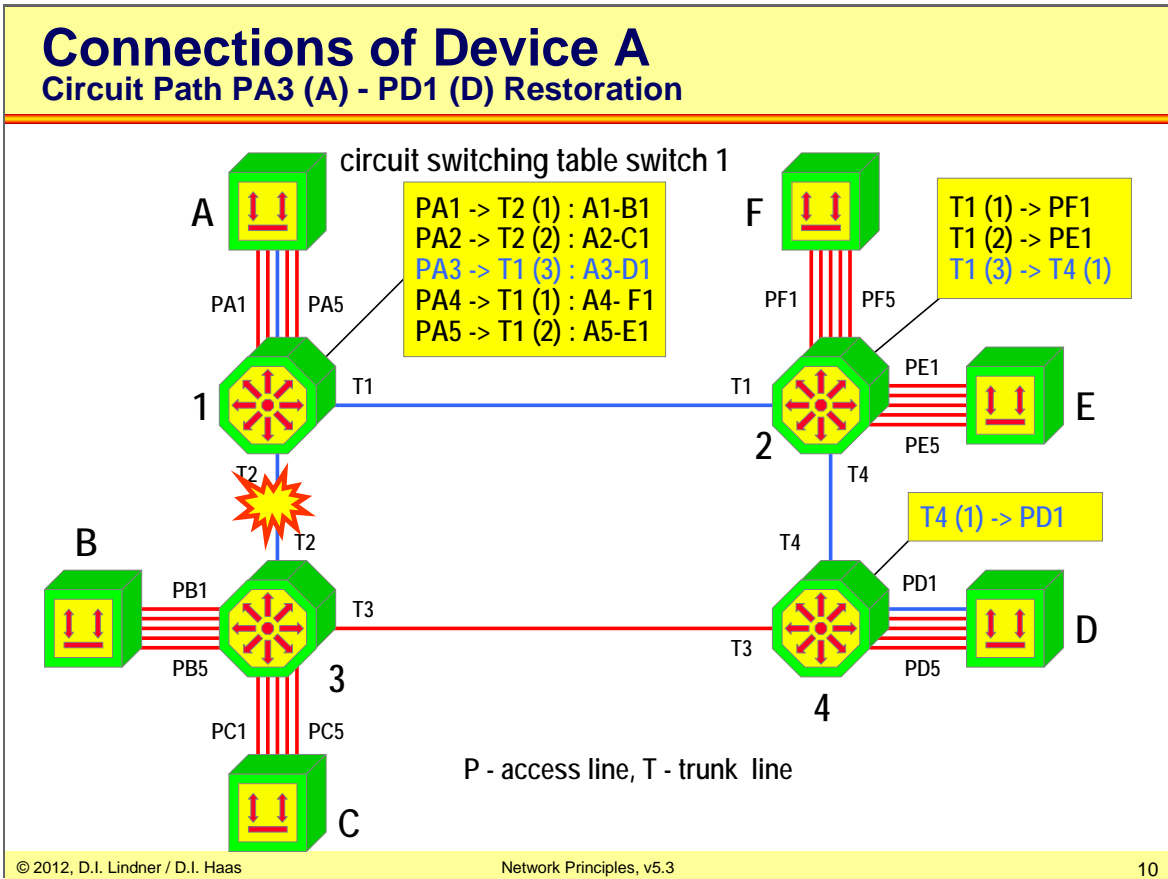 Connections of Device A
Circuit Path PA3 (A) - PD1 (D) Restoration
circuit switching table switch 1
A
PA1 -> T2 (1) : A1-B1
PA2 -> T2 (2) : A2-C1
PA3 -> T1 (3) : A3-D1
PA4 -> T1 (1) : A4- F1
PA5 -> T1 (2) : A5-E1
F
T1 (1) -> PF1
T1 (2) -> PE1
T1 (3) -> T4 (1)
PA1
PA5
PF1
PF5
1
T1
T1
2
PE1
PE5
E
T2
T4
T4 (1) -> PD1
T2
T4
B
PB1
PB5
3
T3
T3
4
PD1
PD5
D
PC1
PC5
C
P - access line, T - trunk line
© 2012, D.I. Lindner / D.I. Haas
Network Principles, v5.3
10